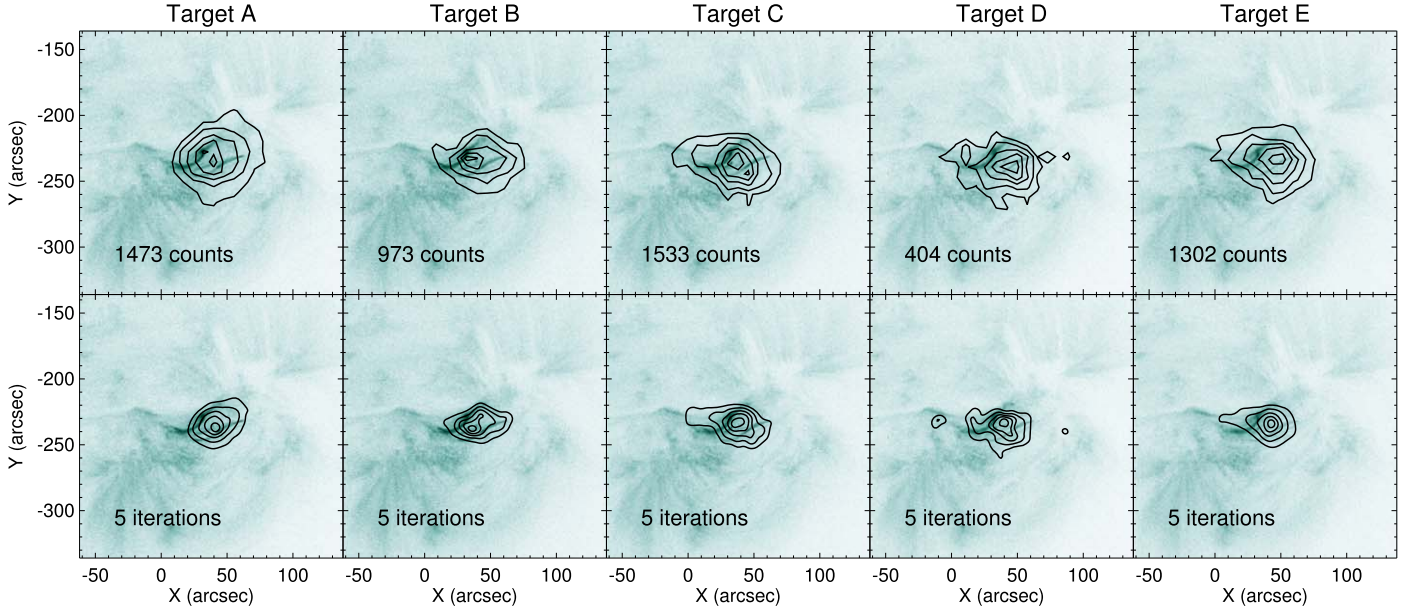 Target A Target B Target C Target D Target E
-150
-200
-250
-300
Y (arcsec)
1473 counts 973 counts 1533 counts 404 counts 1302 counts
-150
-200
-250
-300
Y (arcsec)
5 iterations 5 iterations 5 iterations 5 iterations 5 iterations
-50 0 50 100 -50 0 50 100 -50 0 50 100 -50 0 50 100 -50 0 50 100
X (arcsec) X (arcsec) X (arcsec) X (arcsec) X (arcsec)